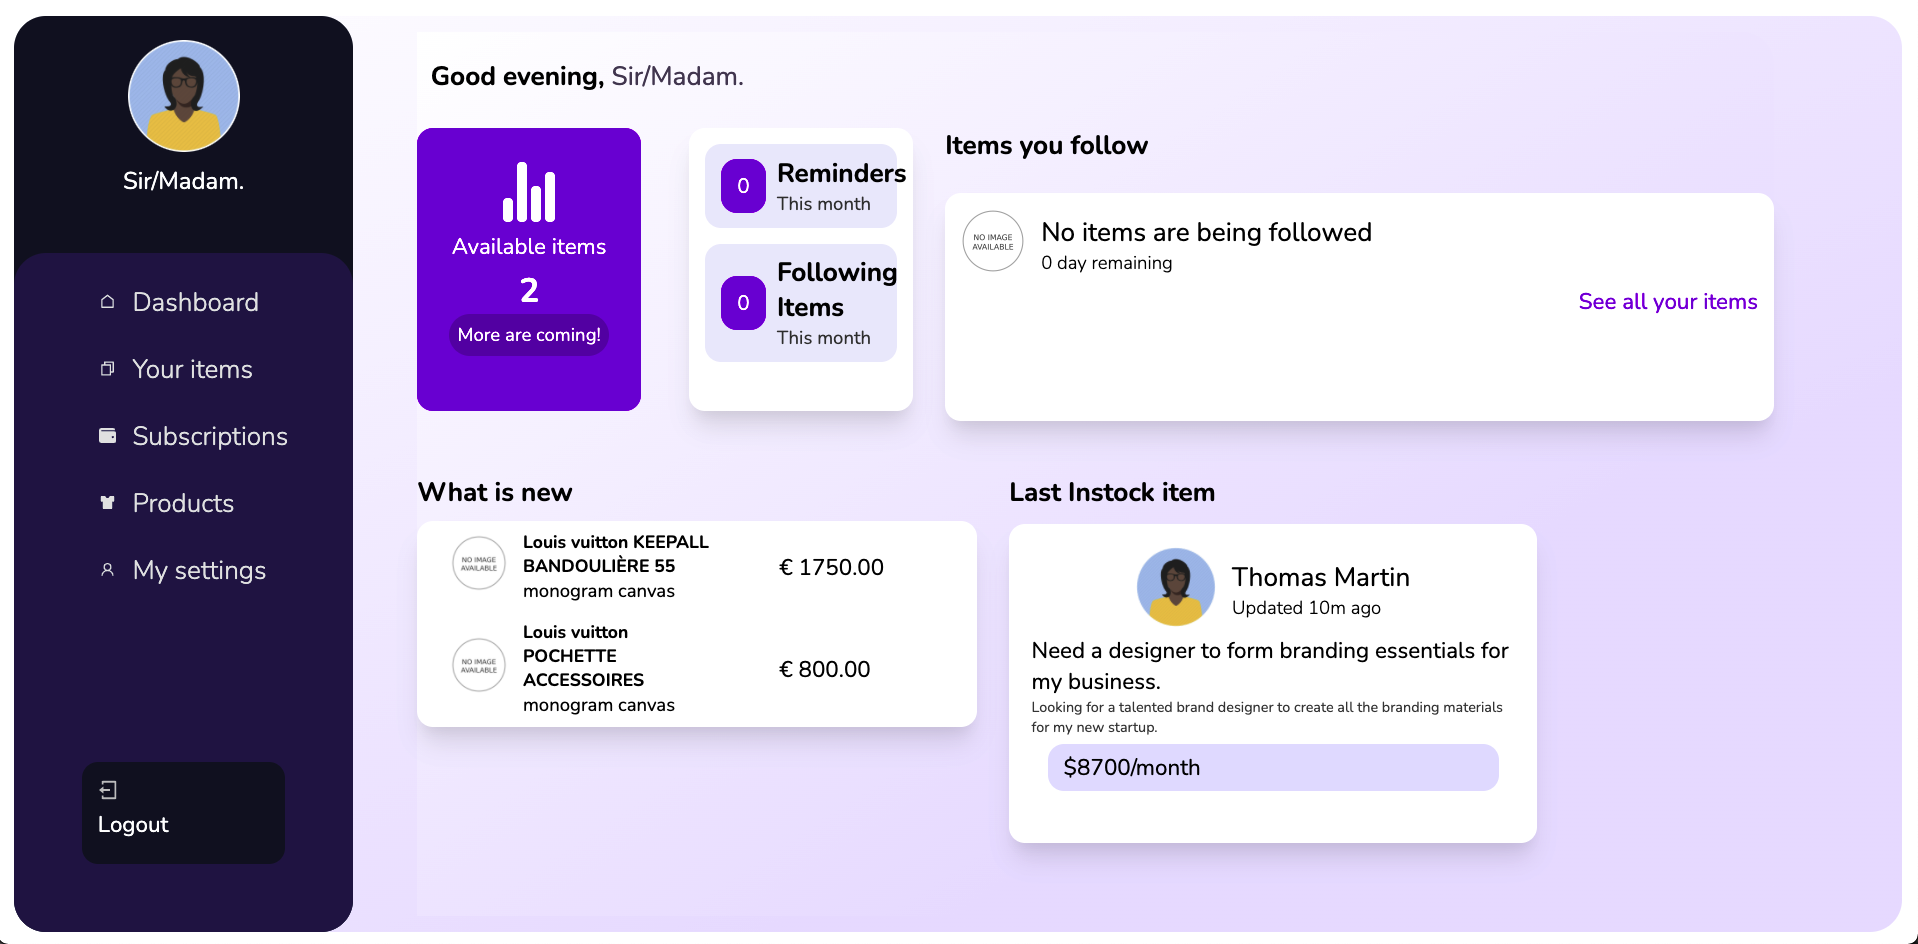 Sir/Madam.
Dashboard
Your items
Subscriptions
Products
My settings
Logout
Good evening, Sir/Madam.
Available items
2
More are coming!
0
Reminders
This month
0
Following
Items
This month
Items you follow
NO IMAGE
AVAILABLE
No items are being followed
0 day remaining
See all your items
What is new
NO IMAGE
AVAILABLE
Louis vuitton KEEPALL
BANDOULIÈRE 55
monogram canvas
€ 1750.00
NO IMAGE
AVAILABLE
Louis vuitton
POCHETTE
ACCESSOIRES
monogram canvas
€ 800.00
Last Instock item
Thomas Martin
Updated 10m ago
Need a designer to form branding essentials for
my business.
Looking for a talented brand designer to create all the branding materials
for my new startup.
$8700/month